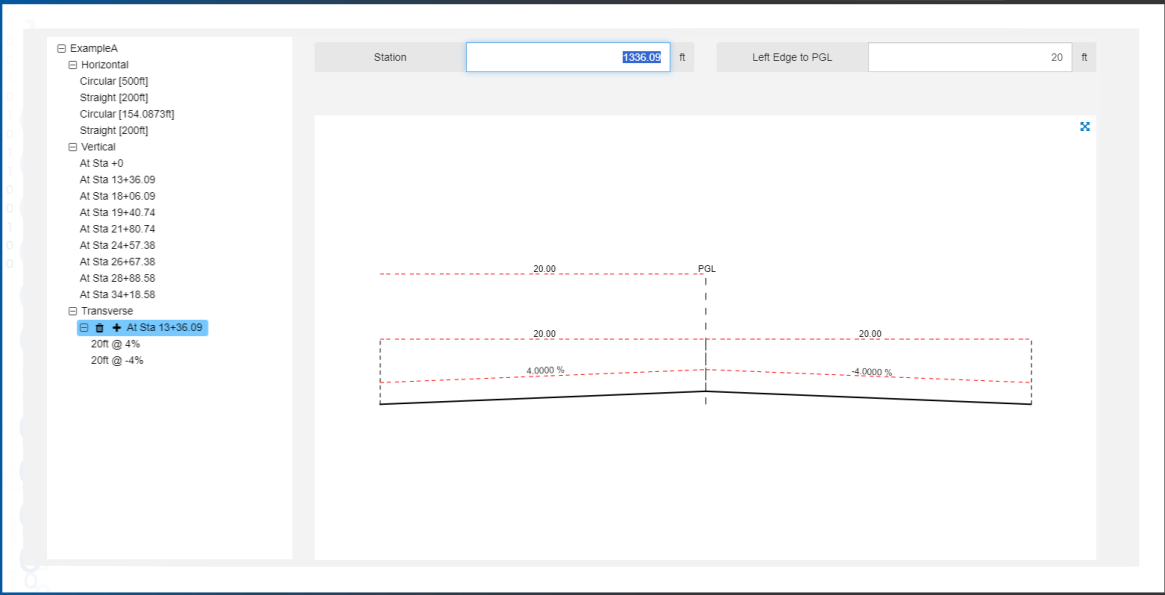 ExampleA
Horizontal
Circular [500ft]
Straight [200ft]
Circular [154.0873ft]
Straight [200ft]
Vertical
At Sta +0
At Sta 13+36.09
At Sta 18+06.09
At Sta 19+40.74
At Sta 21+80.74
At Sta 24+57.38
At Sta 26+67.38
At Sta 28+88.58
At Sta 34+18.58
Transverse
At Sta 13+36.09
20ft @ 4%
20ft @ -4%
Station 1336.09 ft Left Edge to PGL 20 ft
20.00 PGL
20.00 20.00
4.0000 % -4.0000 %